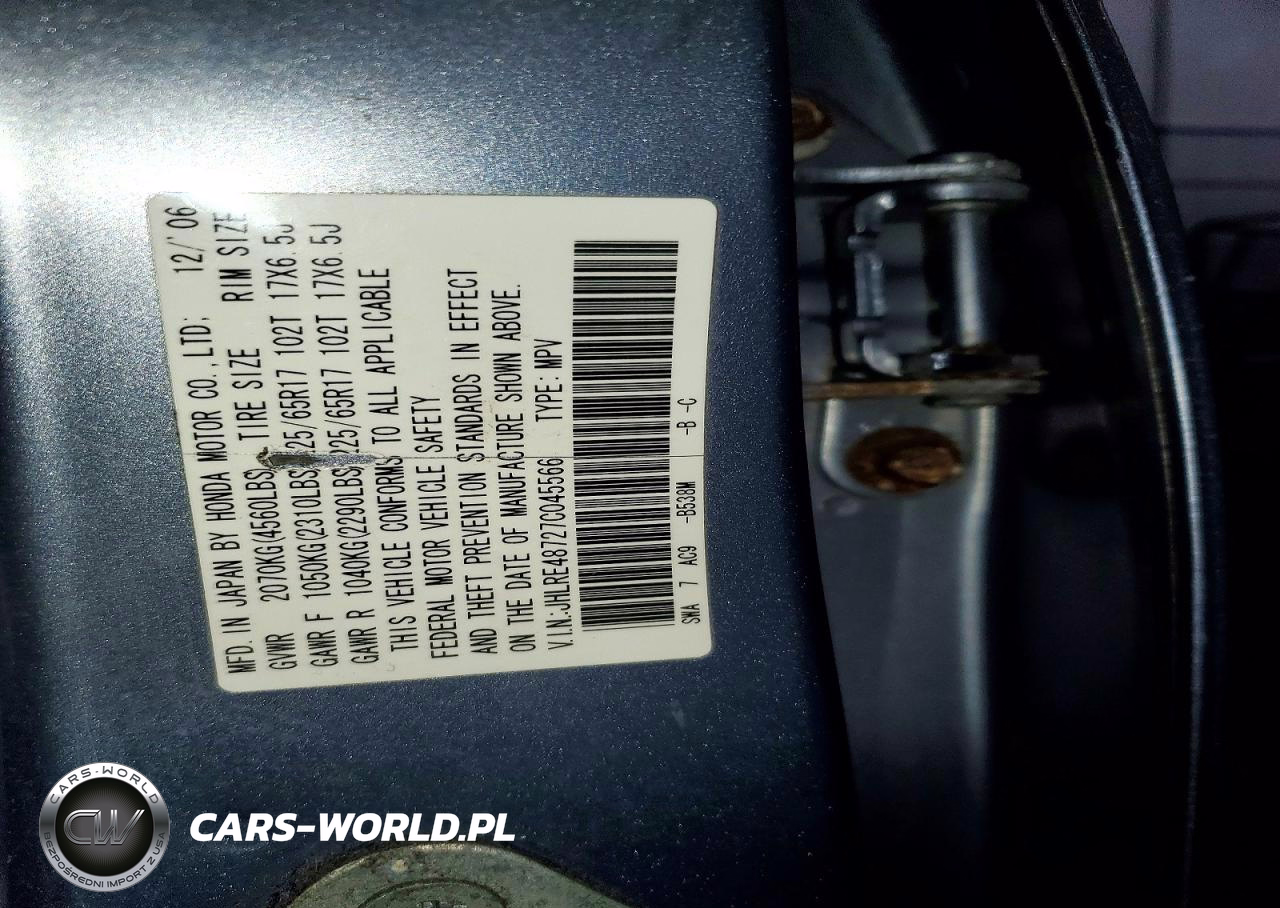 MFD. IN JAPAN BY HONDA MOTOR CO.,LTD; 12/'06
GVWR 2070KG(4560LBS) TIRE SIZE RIM SIZE
GAWR F 1050KG(2310LBS) 225/65R17 102T 17X6.5J
GAWR R 1040KG(2290LBS) 225/65R17 102T 17X6.5J
THIS VEHICLE CONFORMS TO ALL APPLICABLE
FEDERAL MOTOR VEHICLE SAFETY
AND THEFT PREVENTION STANDARDS IN EFFECT
ON THE DATE OF MANUFACTURE SHOWN ABOVE.
V.I.N.:JHLRE48727C045566 TYPE: MPV
SWA 7 AC9 -B538M -B -C
CARS-WORLD
CW
BEZPOŚREDNI IMPORT Z USA
CARS-WORLD.PL